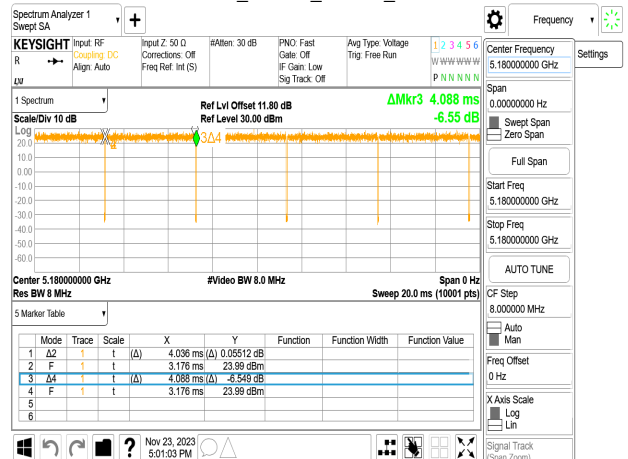 Spectrum Analyzer 1
Swept SA
Frequency
KEYSIGHT
R
Input: RF
Coupling: DC
Align: Auto
Input Z: 50 Ω
Corrections: Off
Freq Ref: Int (S)
#Atten: 30 dB
PNO: Fast
Gate: Off
IF Gain: Low
Sig Track: Off
Avg Type: Voltage
Trig: Free Run
1 2 3 4 5 6
W W W W W W
P N N N N N
Center Frequency
5.180000000 GHz
Settings
Span
0.00000000 Hz
Swept Span
Zero Span
Full Span
Start Freq
5.180000000 GHz
Stop Freq
5.180000000 GHz
AUTO TUNE
CF Step
8.000000 MHz
Auto
Man
Freq Offset
0 Hz
X Axis Scale
Log
Lin
Signal Track
(Span Zoom)
1 Spectrum
Scale/Div 10 dB
Ref Lvl Offset 11.80 dB
Ref Level 30.00 dBm
ΔMkr3 4.088 ms
-6.55 dB
Log
3Δ4
20.0
10.0
0.00
-10.0
-20.0
-30.0
-40.0
-50.0
-60.0
Center 5.180000000 GHz
#Video BW 8.0 MHz
Span 0 Hz
Res BW 8 MHz
Sweep 20.0 ms (10001 pts)
5 Marker Table
Mode Trace Scale X Y Function Function Width Function Value
1 Δ2 1 t (Δ) 4.036 ms (Δ) 0.05512 dB
2 F 1 t 3.176 ms 23.99 dBm
3 Δ4 1 t (Δ) 4.088 ms (Δ) -6.549 dB
4 F 1 t 3.176 ms 23.99 dBm
5
6
?
Nov 23, 2023
5:01:03 PM